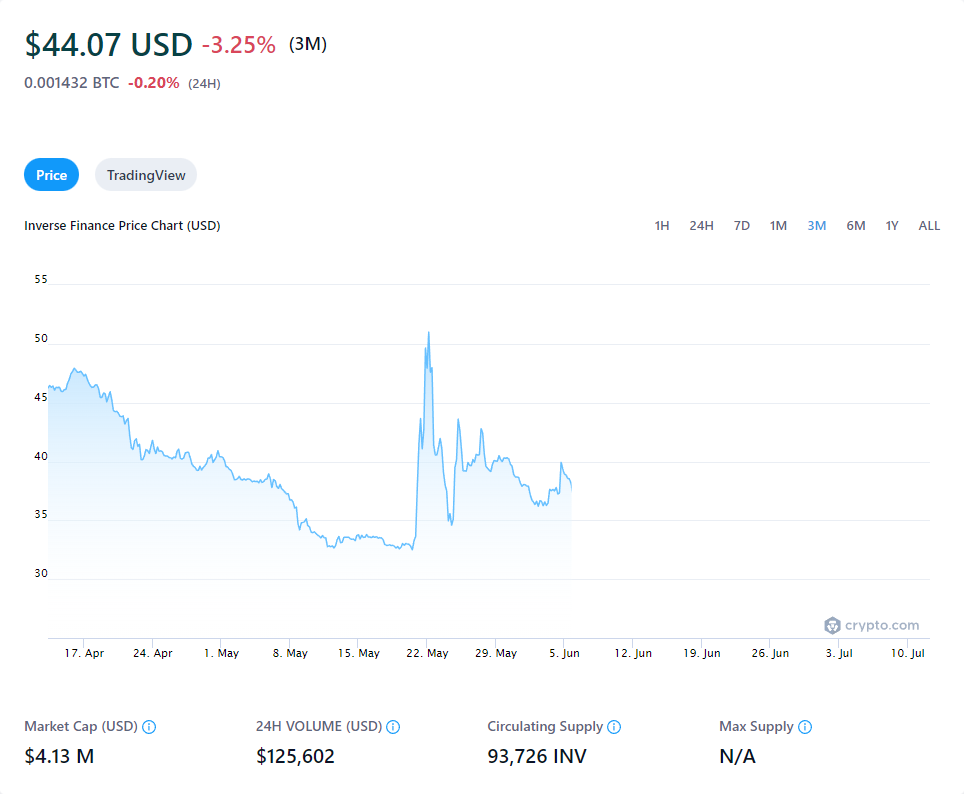 $44.07 USD -3.25% (3M)
0.001432 BTC -0.20% (24H)
Price TradingView
Inverse Finance Price Chart (USD) 1H 24H 7D 1M 3M 6M 1Y ALL
55
50
45
40
35
30
crypto.com
17. Apr 24. Apr 1. May 8. May 15. May 22. May 29. May 5. Jun 12. Jun 19. Jun 26. Jun 3. Jul 10. Jul
Market Cap (USD) 24H VOLUME (USD) Circulating Supply Max Supply
$4.13 M $125,602 93,726 INV N/A